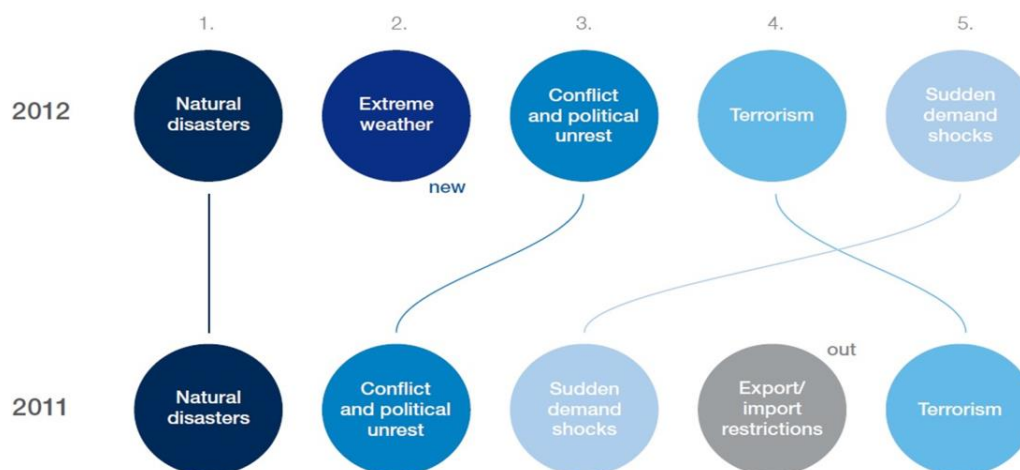 1. 2. 3. 4. 5.
2012
Natural
disasters
Extreme
weather
new
Conflict
and political
unrest
Terrorism
Sudden
demand
shocks
2011
Natural
disasters
Conflict
and political
unrest
Sudden
demand
shocks
Export/
import
restrictions
out
Terrorism